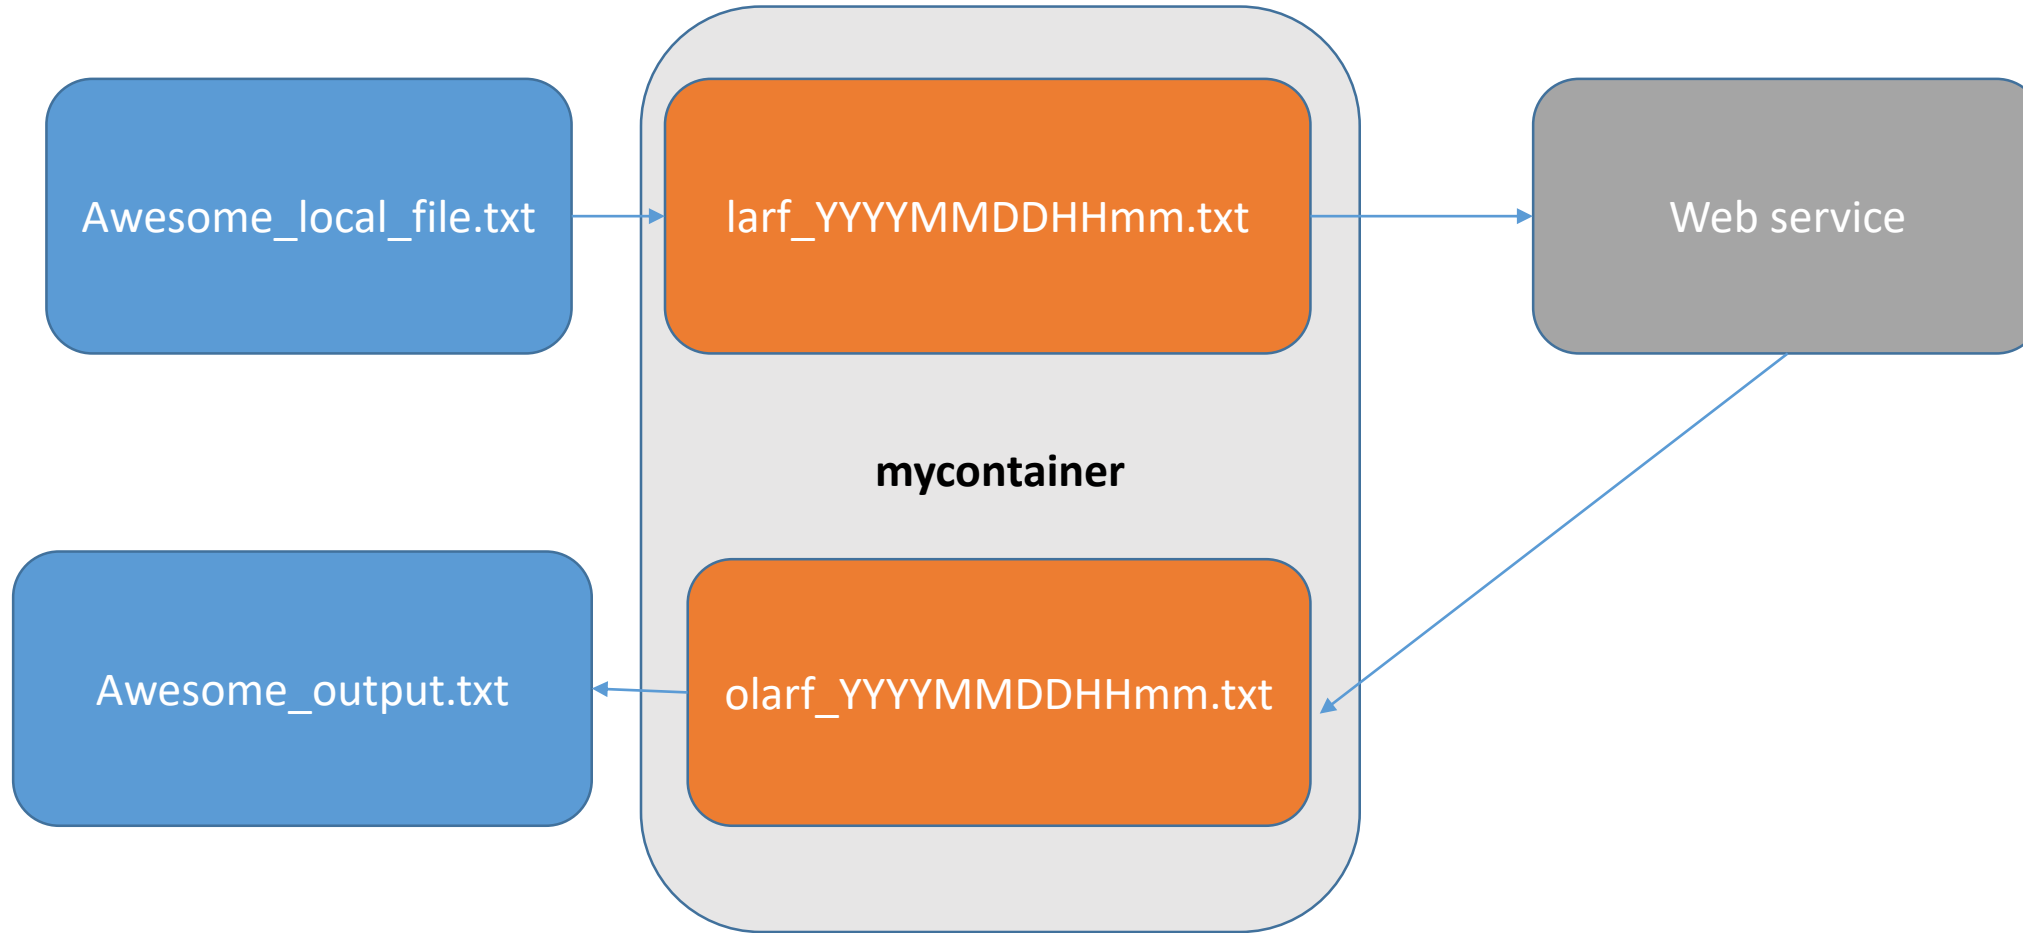 Awesome_local_file.txt
larf_YYYYMMDDHHmm.txt
Web service
mycontainer
Awesome_output.txt
olarf_YYYYMMDDHHmm.txt